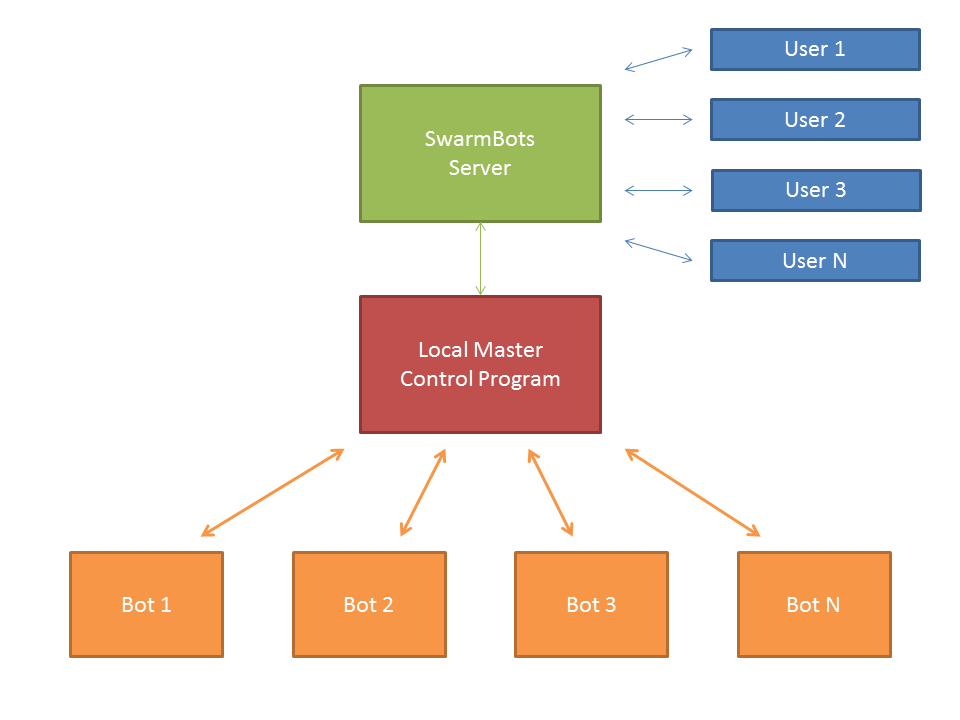 User 1
SwarmBots
Server
User 2
User 3
User N
Local Master
Control Program
Bot 1
Bot 2
Bot 3
Bot N